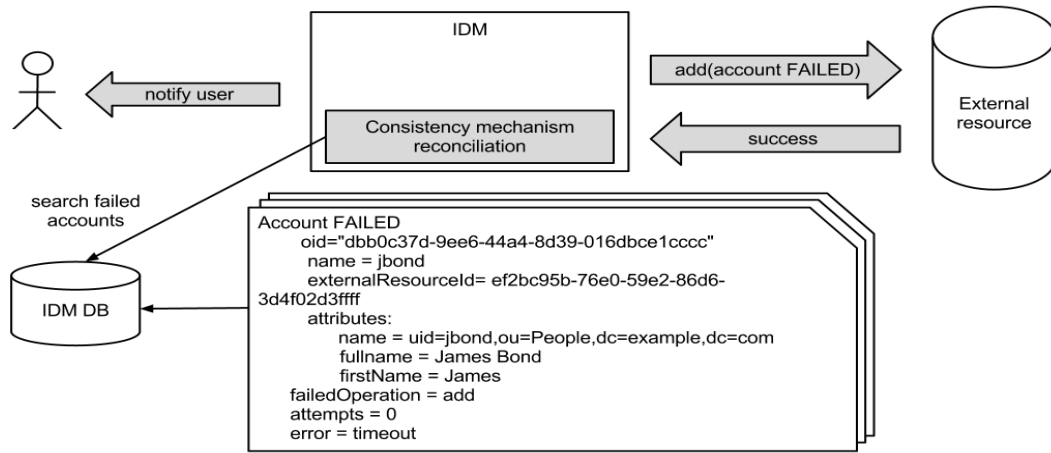 IDM
notify user
add(account FAILED)
External
resource
Consistency mechanism
reconciliation
success
search failed
accounts
IDM DB
Account FAILED
oid="dbb0c37d-9ee6-44a4-8d39-016dbce1cccc"
name = jbond
externalResourceId= ef2bc95b-76e0-59e2-86d6-
3d4f02d3ffff
attributes:
name = uid=jbond,ou=People,dc=example,dc=com
fullname = James Bond
firstName = James
failedOperation = add
attempts = 0
error = timeout